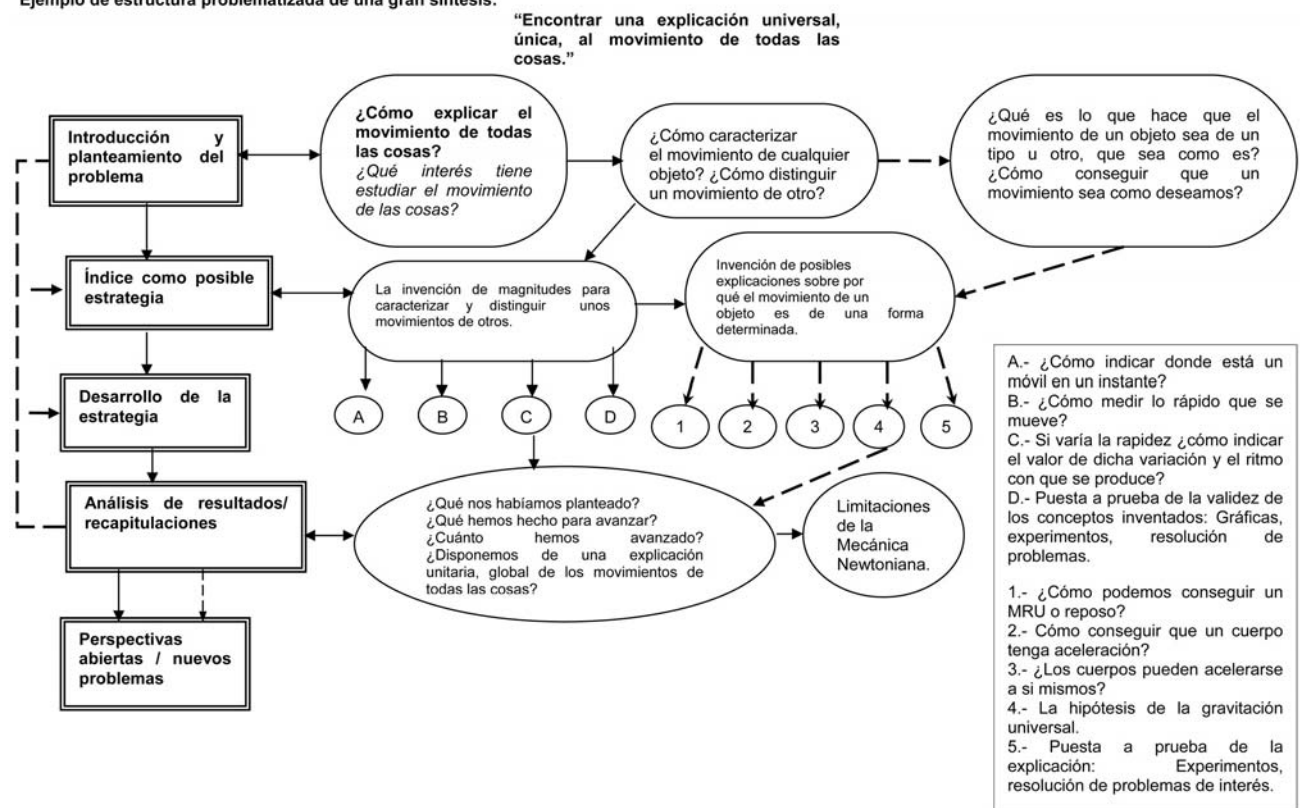 Ejemplo de estructura problematizada de una gran síntesis:
“Encontrar una explicación universal,
única, al movimiento de todas las
cosas.”
Introducción y
planteamiento del
problema
¿Cómo explicar el
movimiento de todas
las cosas?
¿Qué interés tiene
estudiar el movimiento
de las cosas?
¿Cómo caracterizar
el movimiento de cualquier
objeto? ¿Cómo distinguir
un movimiento de otro?
¿Qué es lo que hace que el
movimiento de un objeto sea de un
tipo u otro, que sea como es?
¿Cómo conseguir que un
movimiento sea como deseamos?
Índice como posible
estrategia
La invención de magnitudes para
caracterizar y distinguir unos
movimientos de otros.
Invención de posibles
explicaciones sobre por
qué el movimiento de un
objeto es de una forma
determinada.
Desarrollo de la
estrategia
A
B
C
D
1
2
3
4
5
Análisis de resultados/
recapitulaciones
¿Qué nos habíamos planteado?
¿Qué hemos hecho para avanzar?
¿Cuánto hemos avanzado?
¿Disponemos de una explicación
unitaria, global de los movimientos de
todas las cosas?
Limitaciones
de la
Mecánica
Newtoniana.
Perspectivas
abiertas / nuevos
problemas
A.- ¿Cómo indicar donde está un
móvil en un instante?
B.- ¿Cómo medir lo rápido que se
mueve?
C.- Si varía la rapidez ¿cómo indicar
el valor de dicha variación y el ritmo
con que se produce?
D.- Puesta a prueba de la validez de
los conceptos inventados: Gráficas,
experimentos, resolución de
problemas.
1.- ¿Cómo podemos conseguir un
MRU o reposo?
2.- Cómo conseguir que un cuerpo
tenga aceleración?
3.- ¿Los cuerpos pueden acelerarse
a si mismos?
4.- La hipótesis de la gravitación
universal.
5.- Puesta a prueba de la
explicación: Experimentos,
resolución de problemas de interés.